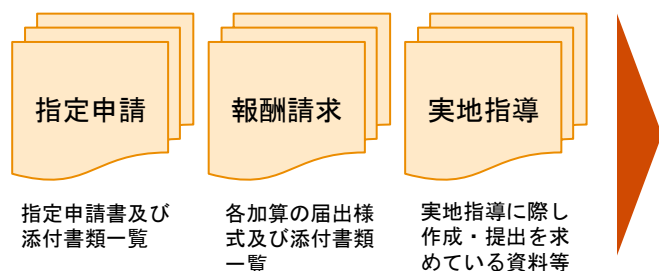 指定申請
報酬請求
実地指導
指定申請書及び
添付書類一覧
各加算の届出様
式及び添付書類
一覧
実地指導に際し
作成・提出を求
めている資料等